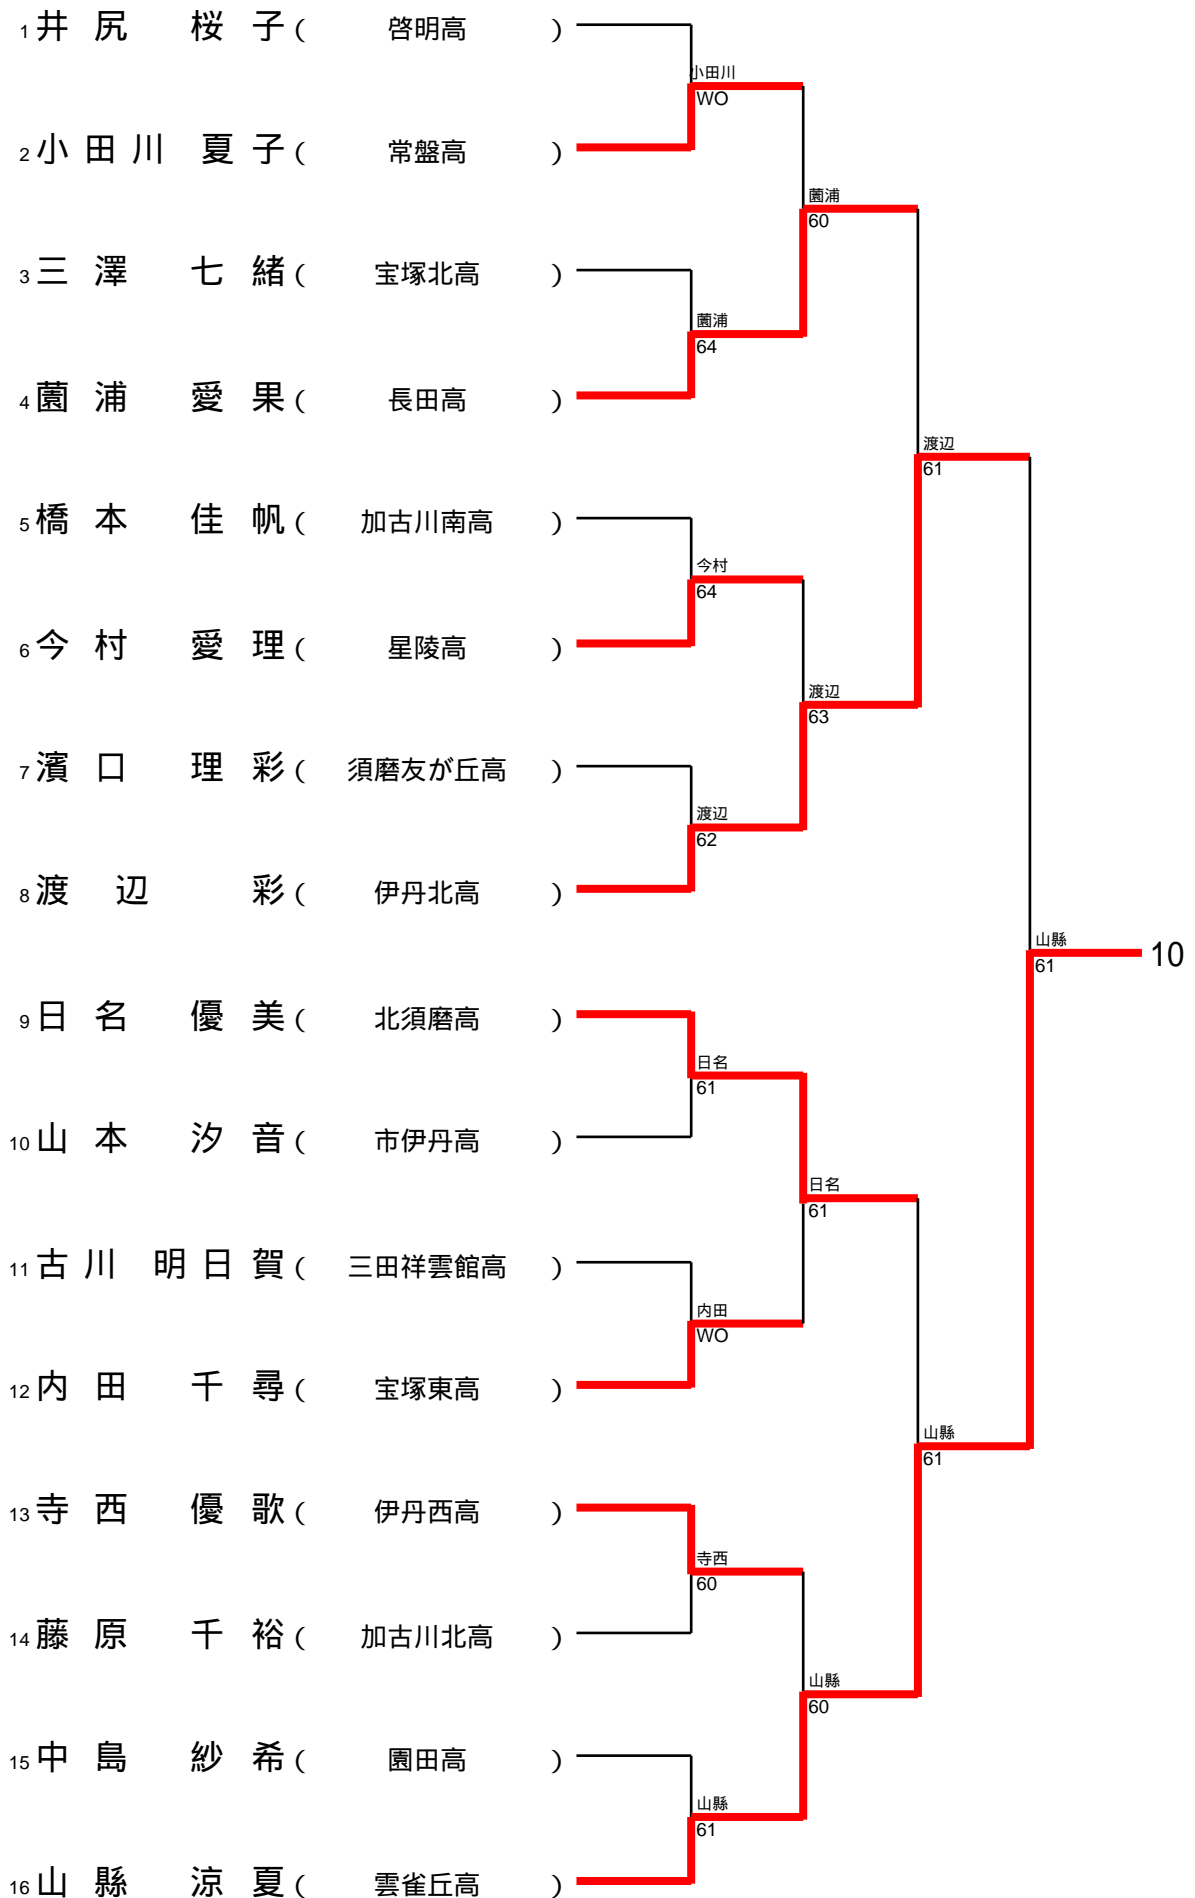 1 井尻 桜子 ( 啓明高 )
小田川
WO
2 小田川 夏子 ( 常盤高 )
薗浦
60
3 三澤 七緒 ( 宝塚北高 )
薗浦
64
4 薗浦 愛果 ( 長田高 )
渡辺
61
5 橋本 佳帆 ( 加古川南高 )
今村
64
6 今村 愛理 ( 星陵高 )
渡辺
63
7 濱口 理彩 ( 須磨友が丘高 )
渡辺
62
8 渡辺 彩 ( 伊丹北高 )
山縣
61
10
9 日名 優美 ( 北須磨高 )
日名
61
10 山本 汐音 ( 市伊丹高 )
日名
61
11 古川 明日賀 ( 三田祥雲館高 )
内田
WO
12 内田 千尋 ( 宝塚東高 )
山縣
61
13 寺西 優歌 ( 伊丹西高 )
寺西
60
14 藤原 千裕 ( 加古川北高 )
山縣
60
15 中島 紗希 ( 園田高 )
山縣
61
16 山縣 涼夏 ( 雲雀丘高 )